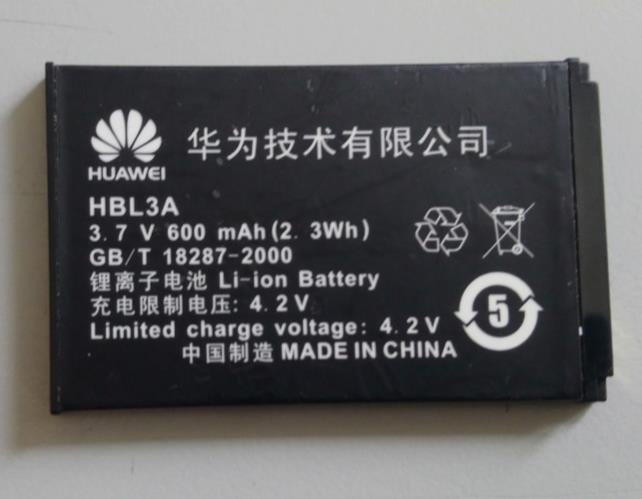 华为技术有限公司
HUAWEI
HBL3A
3.7 V 600 mAh(2.3Wh)
GB/T 18287-2000
锂离子电池 Li-ion Battery
充电限制电压: 4.2V
Limited charge voltage: 4.2V
5
中国制造 MADE IN CHINA